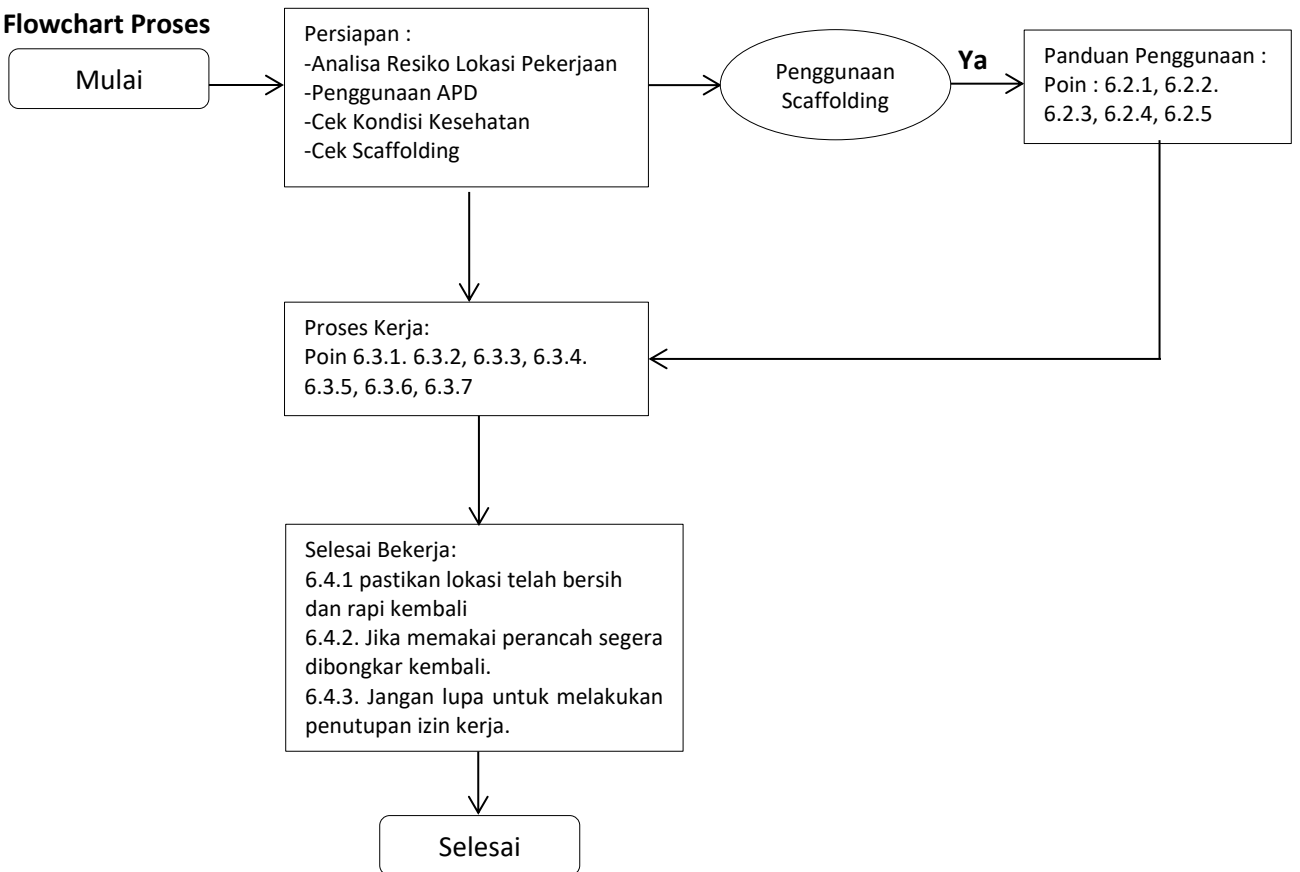 Flowchart Proses
Mulai
Persiapan :
-Analisa Resiko Lokasi Pekerjaan
-Penggunaan APD
-Cek Kondisi Kesehatan
-Cek Scaffolding
Penggunaan
Scaffolding
Ya
Panduan Penggunaan :
Poin : 6.2.1, 6.2.2.
6.2.3, 6.2.4, 6.2.5
Proses Kerja:
Poin 6.3.1. 6.3.2, 6.3.3, 6.3.4.
6.3.5, 6.3.6, 6.3.7
Selesai Bekerja:
6.4.1 pastikan lokasi telah bersih
dan rapi kembali
6.4.2. Jika memakai perancah segera
dibongkar kembali.
6.4.3. Jangan lupa untuk melakukan
penutupan izin kerja.
Selesai